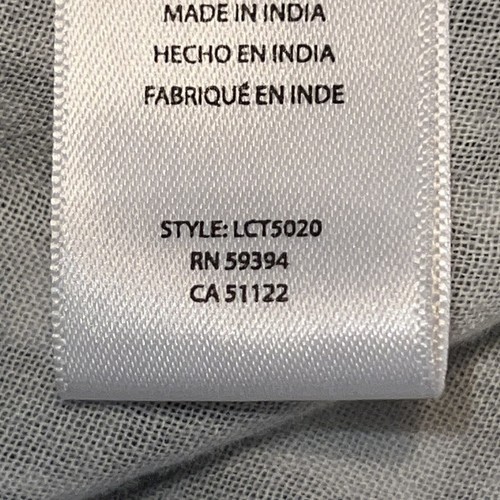 MADE IN INDIA
HECHO EN INDIA
FABRIQUÉ EN INDE
STYLE: LCT5020
RN 59394
CA 51122